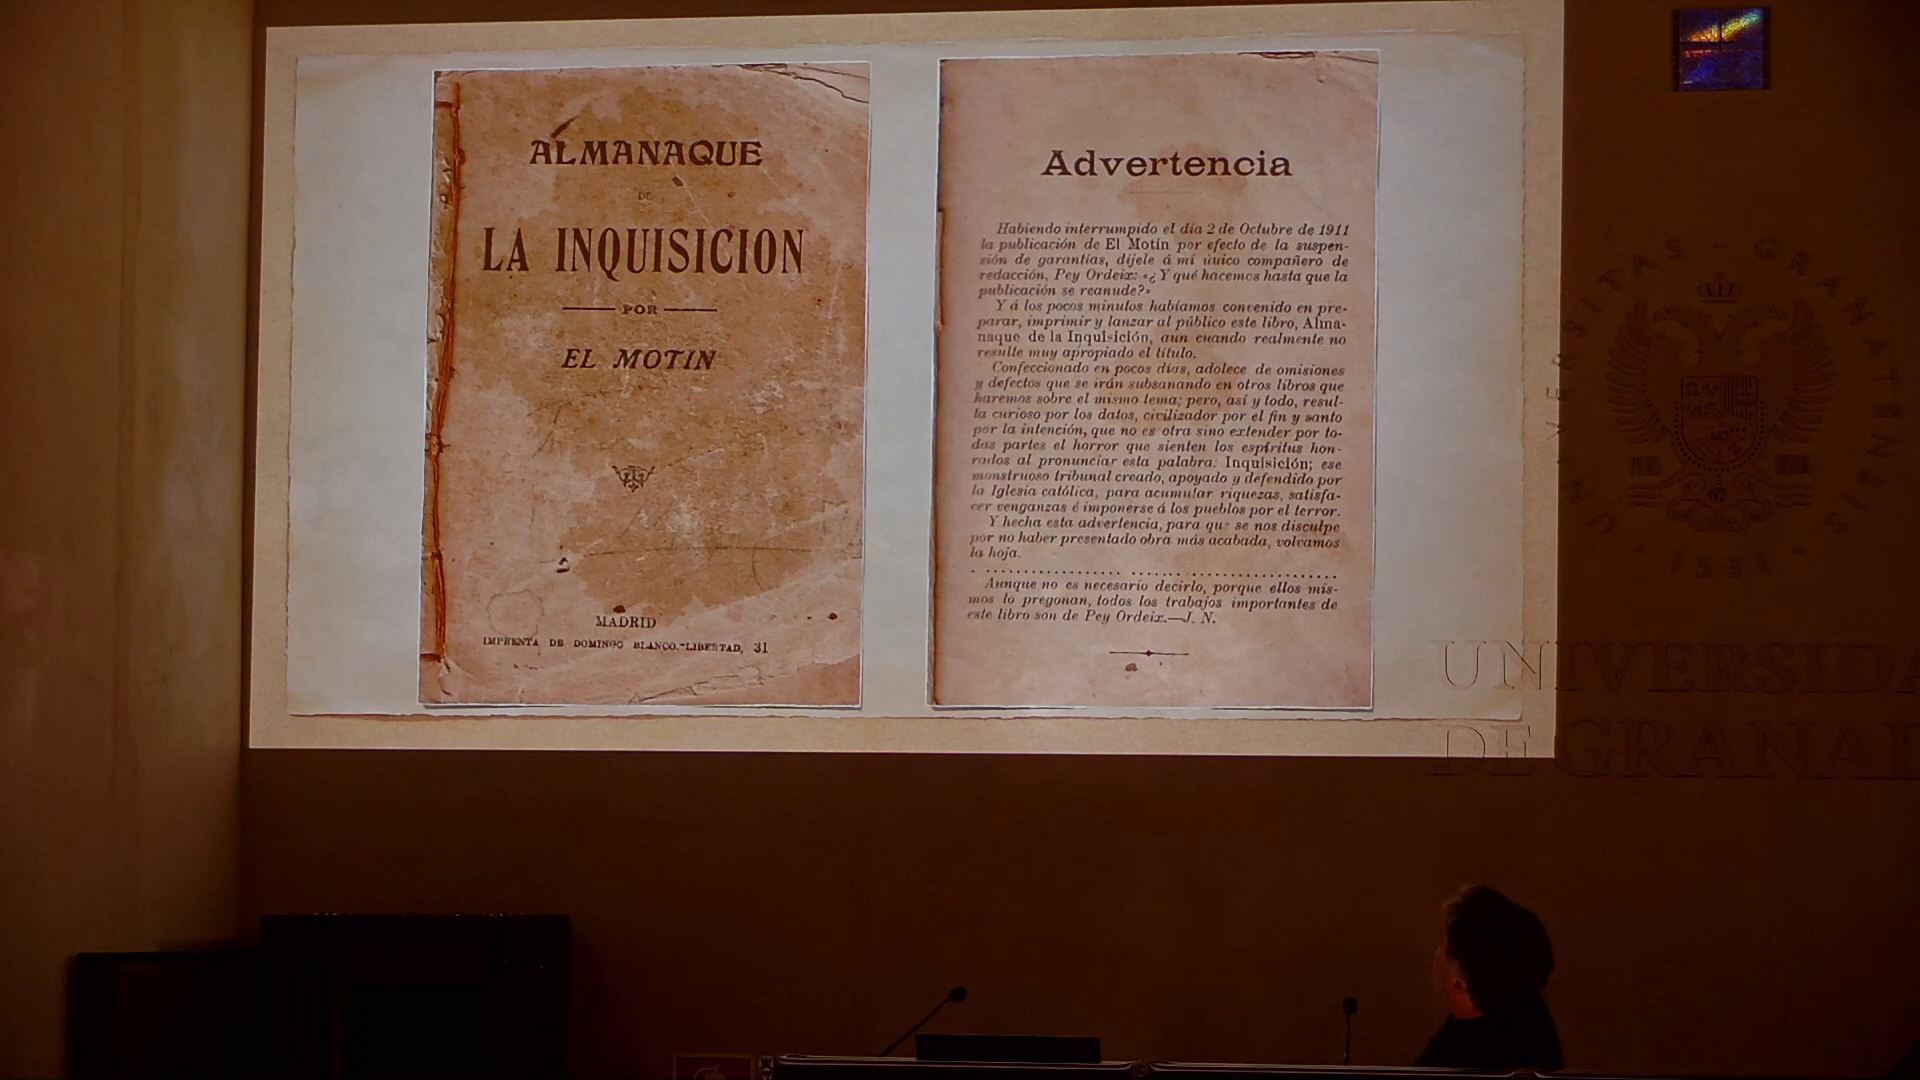 ALMANAQUE
DE
LA INQUISICION
POR
EL MOTIN
MADRID
IMPRENTA DE DOMINGO BLANCO.-LIBERTAD, 31
Advertencia
Habiendo interrumpido el día 2 de Octubre de 1911
la publicación de El Motín por efecto de la suspen-
sión de garantías, díjele á mi único compañero de
redacción, Pey Ordeix: «¿Y qué hacemos hasta que la
publicación se reanude?»
Y á los pocos minutos habíamos convenido en pre-
parar, imprimir y lanzar al público este libro, Alma-
naque de la Inquisición, aun cuando realmente no
resulte muy apropiado el título.
Confeccionado en pocos días, adolece de omisiones
y defectos que se irán subsanando en otros libros que
haremos sobre el mismo tema; pero, así y todo, resul-
ta curioso por los datos, civilizador por el fin y santo
por la intención, que no es otra sino extender por to-
das partes el horror que sienten los espíritus hon-
rados al pronunciar esta palabra: Inquisición; ese
monstruoso tribunal creado, apoyado y defendido por
la Iglesia católica, para acumular riquezas, satisfa-
cer venganzas é imponerse á los pueblos por el terror.
Y hecha esta advertencia, para que se nos disculpe
por no haber presentado obra más acabada, volvamos
la hoja.
Aunque no es necesario decirlo, porque ellos mis-
mos lo pregonan, todos los trabajos importantes de
este libro son de Pey Ordeix.—J. N.
UNIVERSITAS · GRANATENSIS · 1531 ·
UNIVERSIDA
DE GRANAD